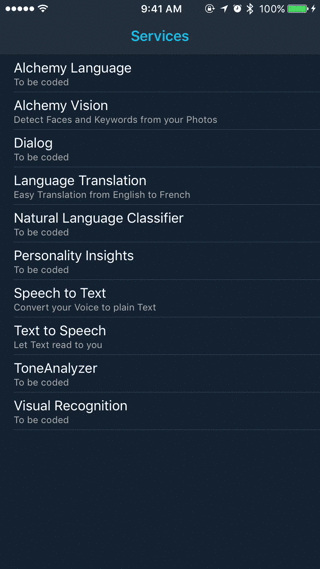 9:41 AM 100%
Services
Alchemy Language
To be coded
Alchemy Vision
Detect Faces and Keywords from your Photos
Dialog
To be coded
Language Translation
Easy Translation from English to French
Natural Language Classifier
To be coded
Personality Insights
To be coded
Speech to Text
Convert your Voice to plain Text
Text to Speech
Let Text read to you
ToneAnalyzer
To be coded
Visual Recognition
To be coded